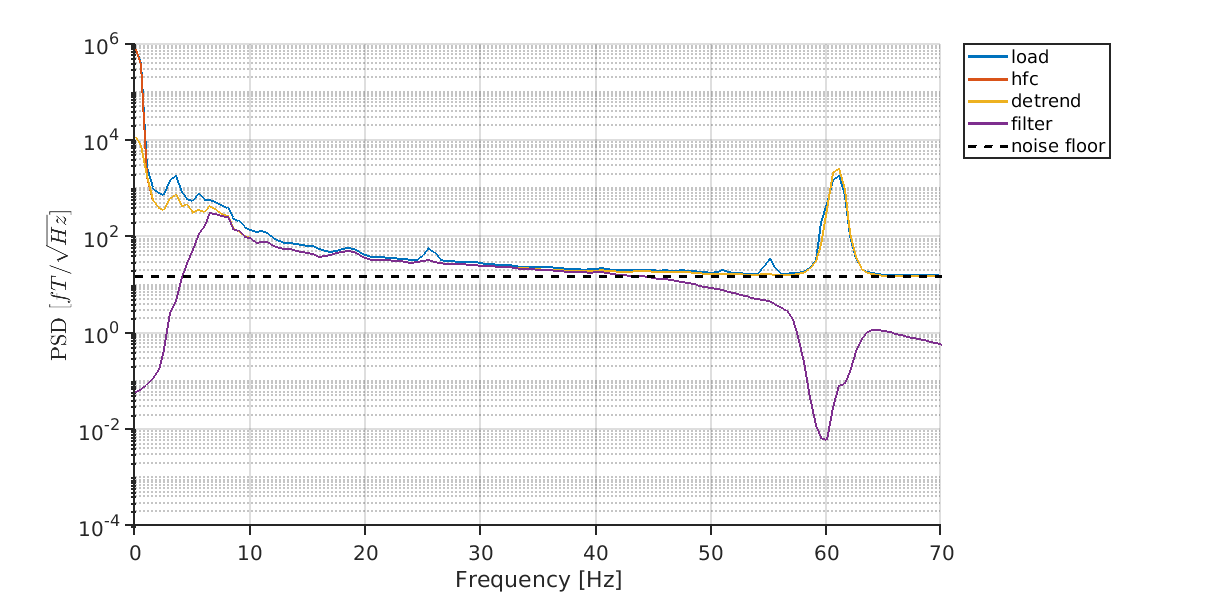 10^6
10^4
10^2
10^0
10^-2
10^-4
PSD [fT/√Hz]
0 10 20 30 40 50 60 70
Frequency [Hz]
load
hfc
detrend
filter
noise floor